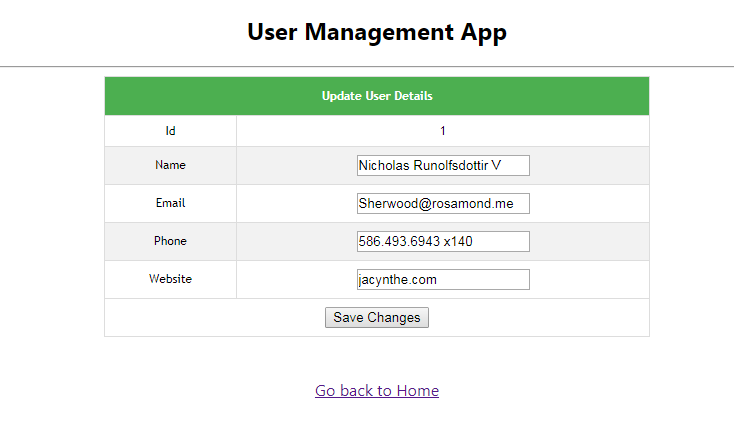 User Management App
Update User Details
Id 1
Name Nicholas Runolfsdottir V
Email Sherwood@rosamond.me
Phone 586.493.6943 x140
Website jacynthe.com
Save Changes
Go back to Home